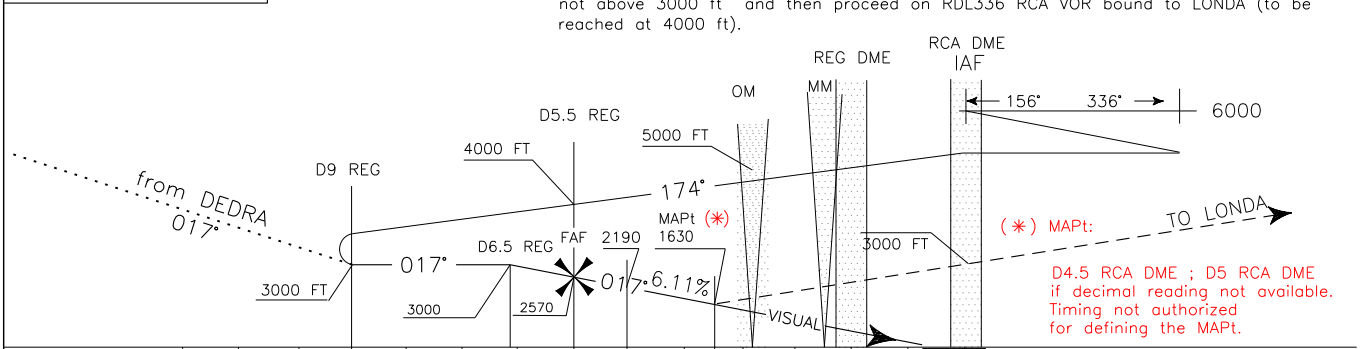 not above 3000 ft and then proceed on RDL336 RCA VOR bound to LONDA (to be
reached at 4000 ft).
RCA DME
IAF
REG DME
OM
MM
156° 336°
6000
D5.5 REG
5000 FT
4000 FT
D9 REG
from DEDRA
017°
174°
MAPt (*)
1630
2190
FAF
D6.5 REG
TO LONDA
(*) MAPt:
3000 FT
017°
017° 6.11%
3000 FT
3000
2570
VISUAL
D4.5 RCA DME ; D5 RCA DME
if decimal reading not available.
Timing not authorized
for defining the MAPt.